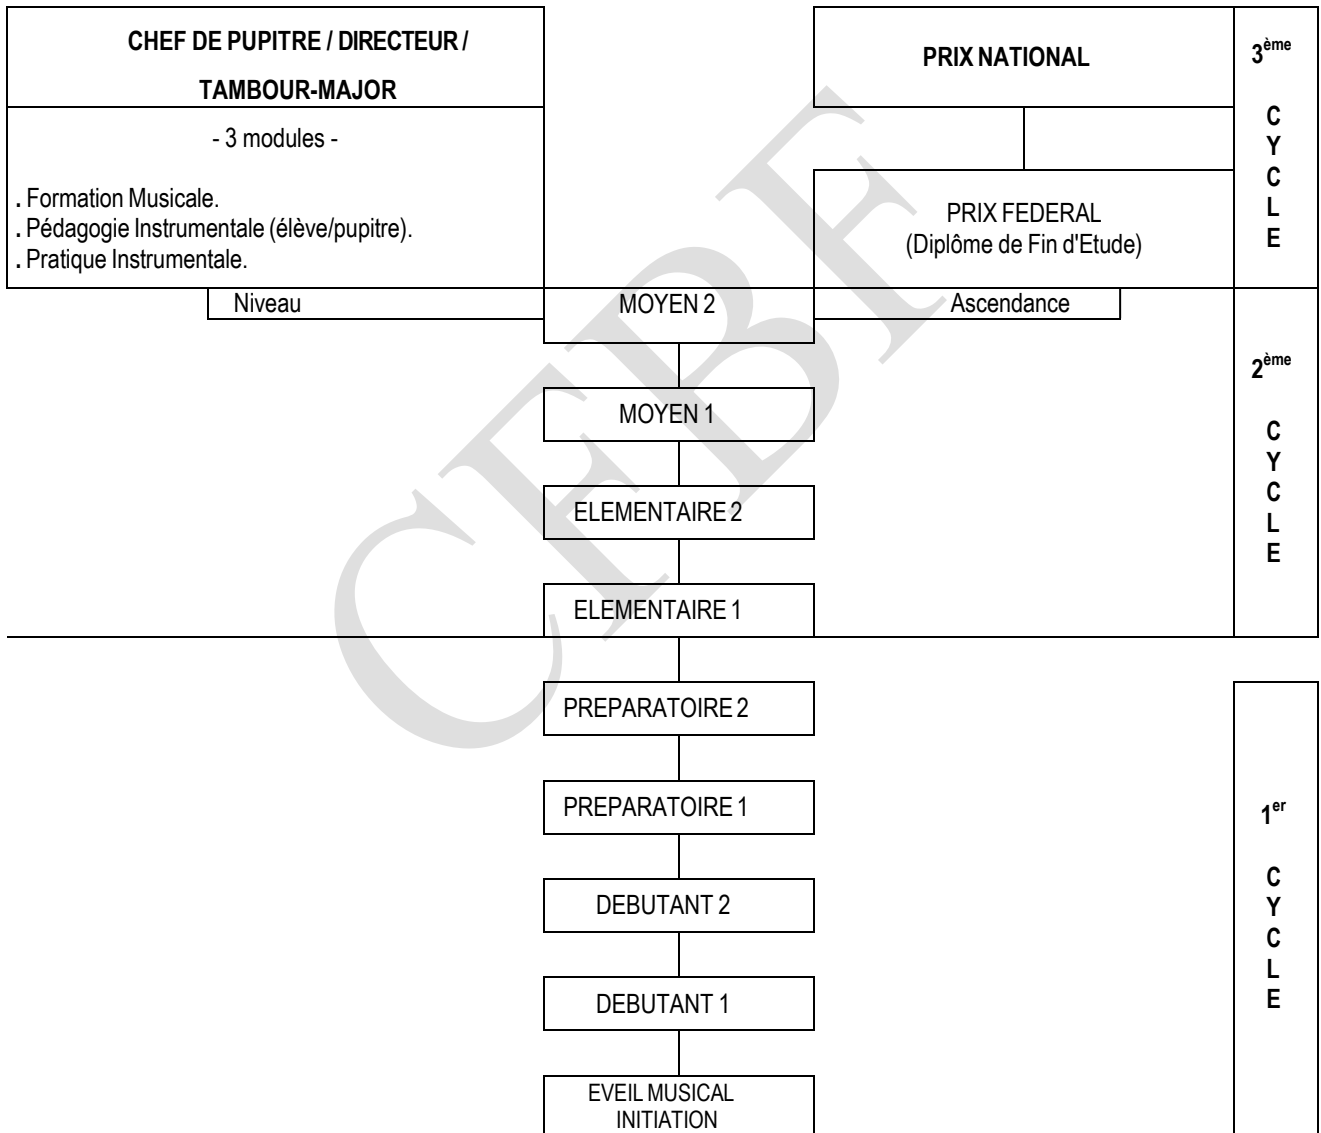 CHEF DE PUPITRE / DIRECTEUR /
TAMBOUR-MAJOR
- 3 modules -
. Formation Musicale.
. Pédagogie Instrumentale (élève/pupitre).
. Pratique Instrumentale.
PRIX NATIONAL
PRIX FEDERAL
(Diplôme de Fin d'Etude)
3ème
C
Y
C
L
E
Niveau
MOYEN 2
Ascendance
MOYEN 1
ELEMENTAIRE 2
ELEMENTAIRE 1
2ème
C
Y
C
L
E
PREPARATOIRE 2
PREPARATOIRE 1
DEBUTANT 2
DEBUTANT 1
EVEIL MUSICAL
INITIATION
1er
C
Y
C
L
E
CFBF